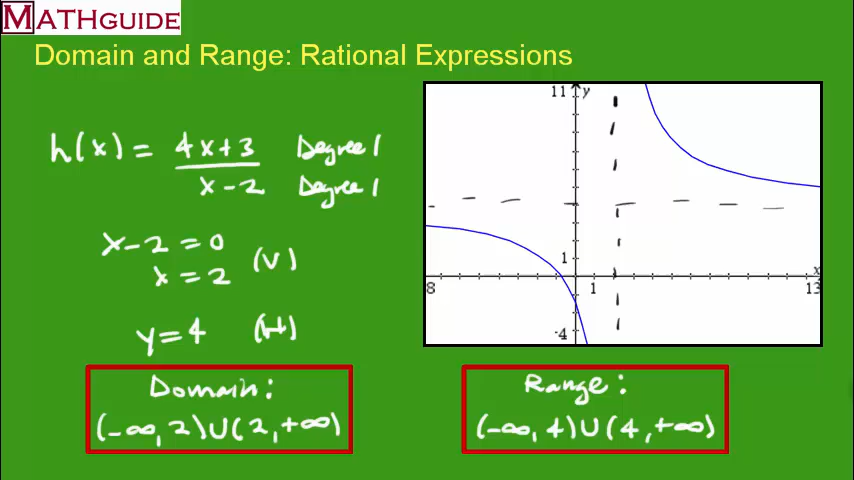 MATHGUIDE
Domain and Range: Rational Expressions
h(x) = 4x+3 Degree 1
x-2 Degree 1
x-2=0
x=2 (V)
y=4 (H)
Domain:
(-∞,2)U(2,+∞)
11 y
1
x
8 1 13
-4
Range:
(-∞,4)U(4,+∞)